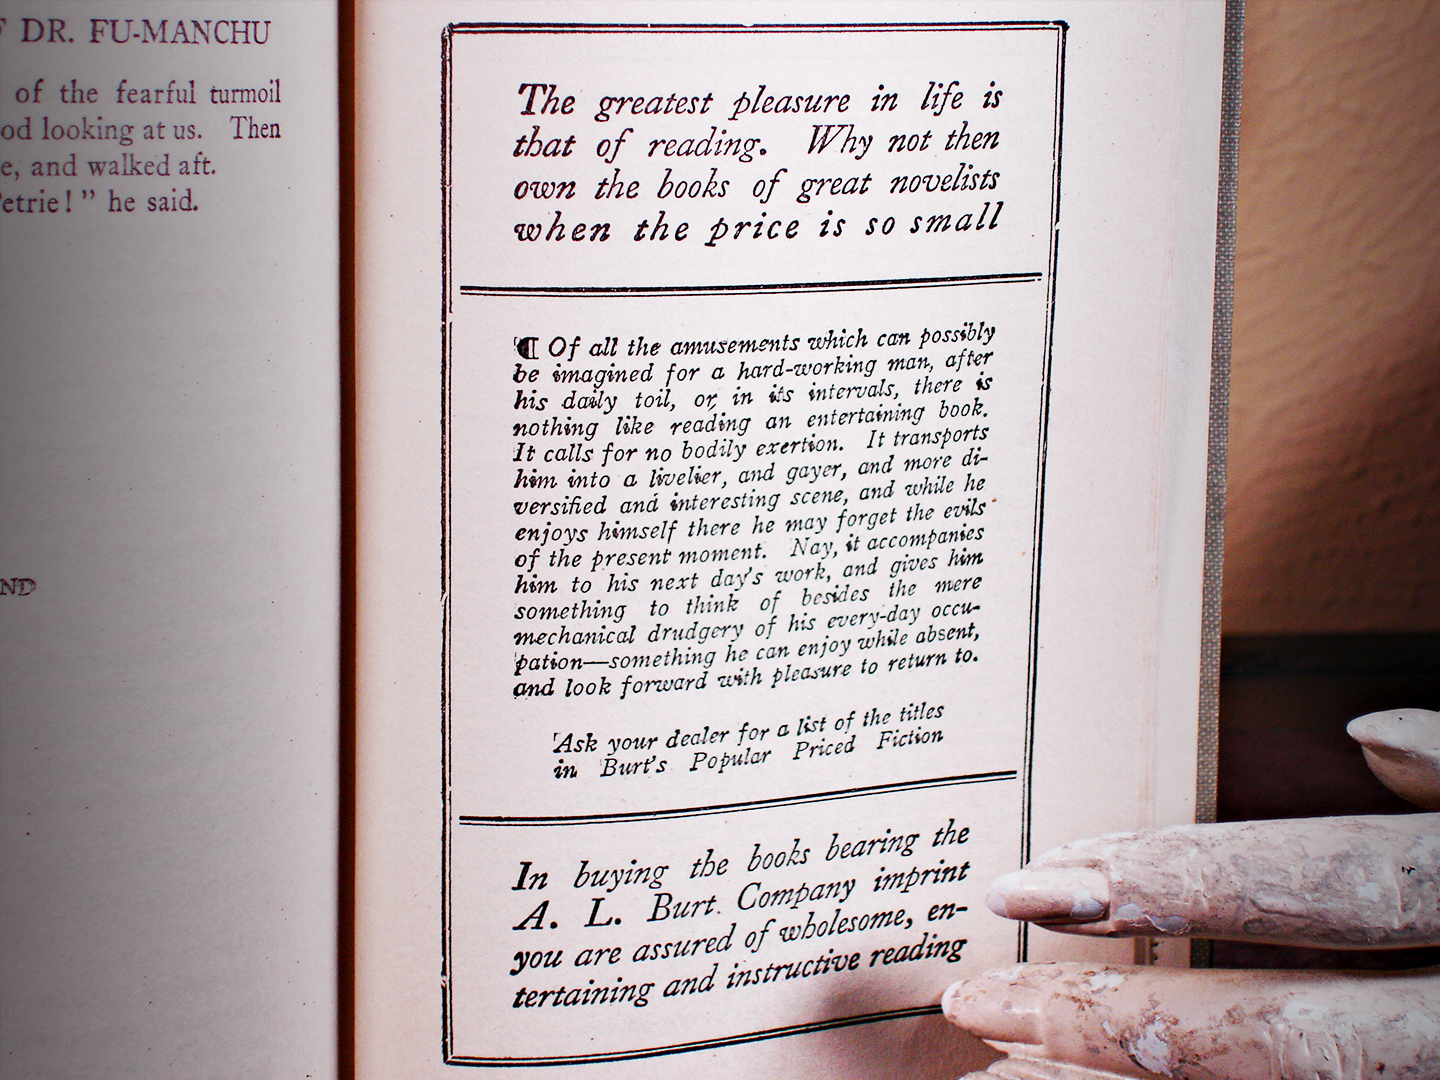 DR. FU-MANCHU
of the fearful turmoil
looking at us. Then
and walked aft.
he said.
The greatest pleasure in life is
that of reading. Why not then
own the books of great novelists
when the price is so small
¶ Of all the amusements which can possibly
be imagined for a hard-working man, after
his daily toil, or, in its intervals, there is
nothing like reading an entertaining book.
It calls for no bodily exertion. It transports
him into a livelier, and gayer, and more di-
versified and interesting scene, and while he
enjoys himself there he may forget the evils
of the present moment. Nay, it accompanies
him to his next day's work, and gives him
something to think of besides the mere
mechanical drudgery of his every-day occu-
pation—something he can enjoy while absent,
and look forward with pleasure to return to.
Ask your dealer for a list of the titles
in Burt's Popular Priced Fiction
In buying the books bearing the
A. L. Burt Company imprint
you are assured of wholesome, en-
tertaining and instructive reading